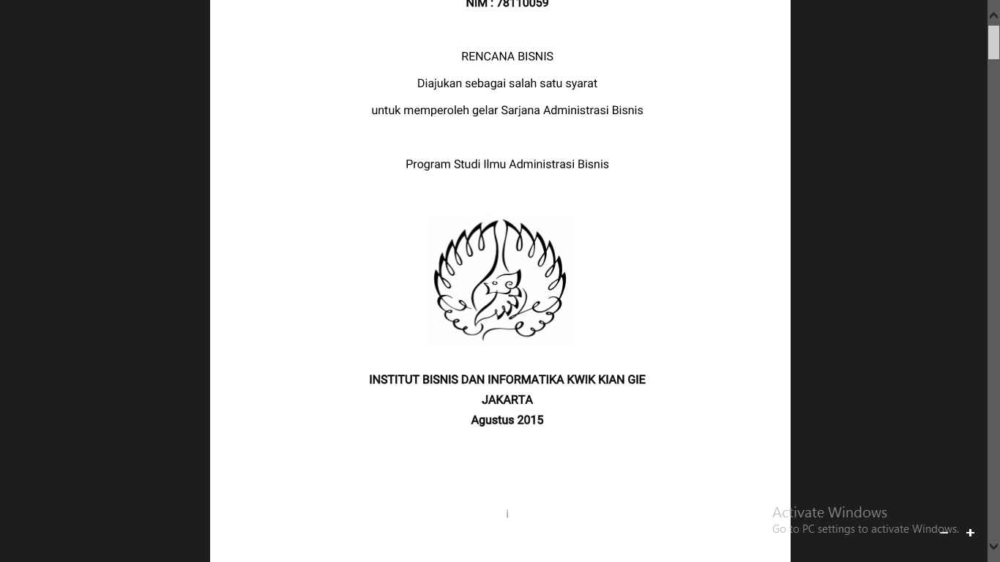 NIM : 78110059
RENCANA BISNIS
Diajukan sebagai salah satu syarat
untuk memperoleh gelar Sarjana Administrasi Bisnis
Program Studi Ilmu Administrasi Bisnis
INSTITUT BISNIS DAN INFORMATIKA KWIK KIAN GIE
JAKARTA
Agustus 2015
i
Activate Windows
Go to PC settings to activate Windows.